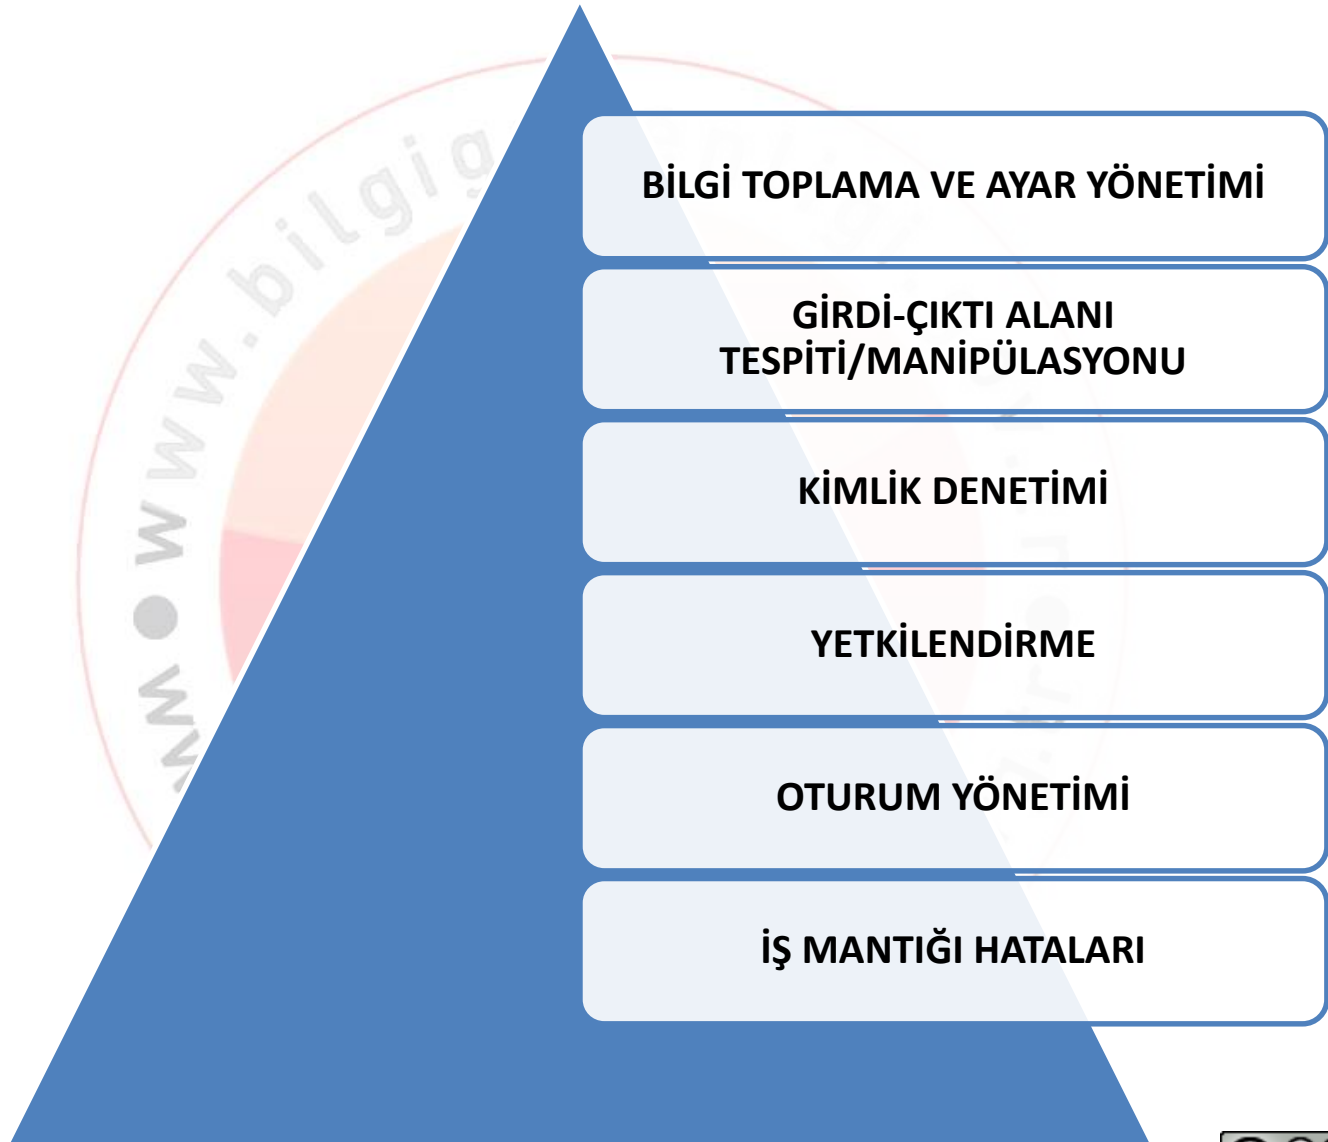 BİLGİ TOPLAMA VE AYAR YÖNETİMİ
GİRDİ-ÇIKTI ALANI
TESPİTİ/MANİPÜLASYONU
KİMLİK DENETİMİ
YETKİLENDİRME
OTURUM YÖNETİMİ
İŞ MANTIĞI HATALARI